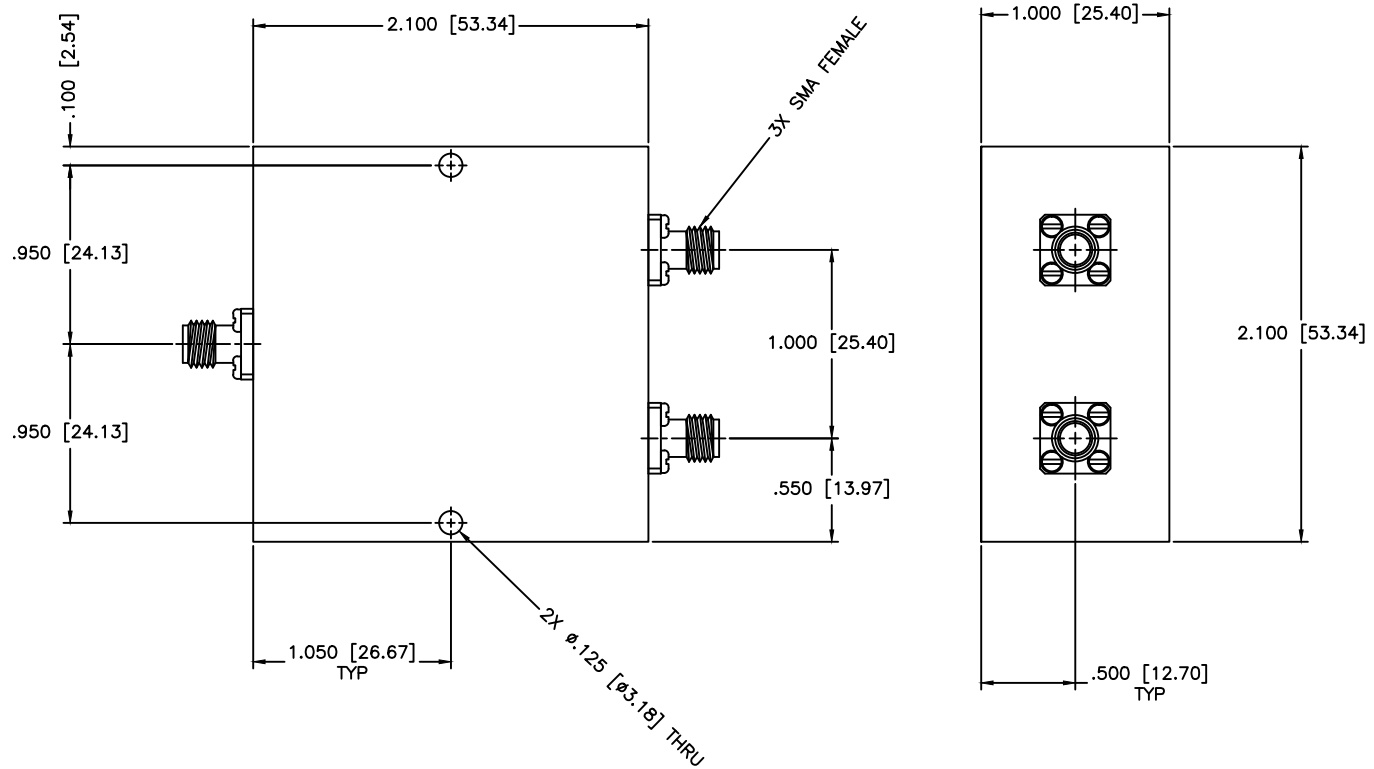 2.100 [53.34]
1.000 [25.40]
.100 [2.54]
3X SMA FEMALE
.950 [24.13]
1.000 [25.40]
2.100 [53.34]
.950 [24.13]
.550 [13.97]
1.050 [26.67]
TYP
2X ø.125 [ø3.18] THRU
.500 [12.70]
TYP